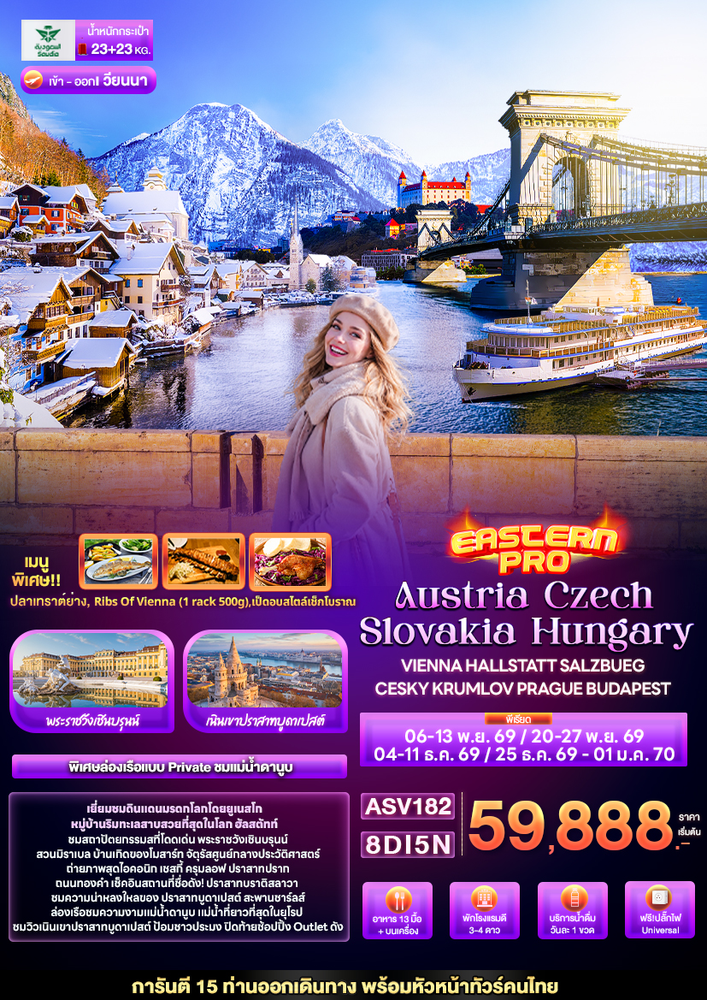 السعودية
Saudia
น้ำหนักกระเป๋า
23+23 KG.
เข้า - ออก! เวียนนา
EASTERN
PRO
Austria Czech
Slovakia Hungary
VIENNA HALLSTATT SALZBUEG
CESKY KRUMLOV PRAGUE BUDAPEST
เมนู
พิเศษ!!
ปลาเทราต์ย่าง, Ribs Of Vienna (1 rack 500g),เป็ดอบสไตล์เช็กโบราณ
พระราชวังเชินบรุนน์
เนินเขาปราสาทบูดาเปสต์
พีเรียด
06-13 พ.ย. 69 / 20-27 พ.ย. 69
04-11 ธ.ค. 69 / 25 ธ.ค. 69 - 01 ม.ค. 70
พิเศษล่องเรือแบบ Private ชมแม่น้ำดานูบ
เยี่ยมชมดินแดนมรดกโลกโดยยูเนสโก
หมู่บ้านริมทะเลสาบสวยที่สุดในโลก ฮัลสตัทท์
ชมสถาปัตยกรรมสที่โดดเด่น พระราชวังเชินบรุนน์
สวนมิราเบล บ้านเกิดของโมสาร์ท จัตุรัสศูนย์กลางประวัติศาสตร์
ถ่ายภาพสุดไอคอนิก เชสกี้ ครุมลอฟ ปราสาทปราก
ถนนทองคำ เช็คอินสถานที่ชื่อดัง! ปราสาทบราติสลาวา
ชมความน่าหลงใหลของ ปราสาทบูดาเปสต์ สะพานชาร์ลส์
ล่องเรือชมความงามแม่น้ำดานูบ แม่น้ำที่ยาวที่สุดในยุโรป
ชมวิวเนินเขาปราสาทบูดาเปสต์ ป้อมชาวประมง ปิดท้ายช้อปปิ้ง Outlet ดัง
ASV182
8DI5N
59,888.-
ราคา
เริ่มต้น
อาหาร 13 มื้อ
+ บนเครื่อง
พักโรงแรมดี
3-4 ดาว
บริการน้ำดื่ม
วันละ 1 ขวด
ฟรี!ปลั๊กไฟ
Universal
การันตี 15 ท่านออกเดินทาง พร้อมหัวหน้าทัวร์คนไทย